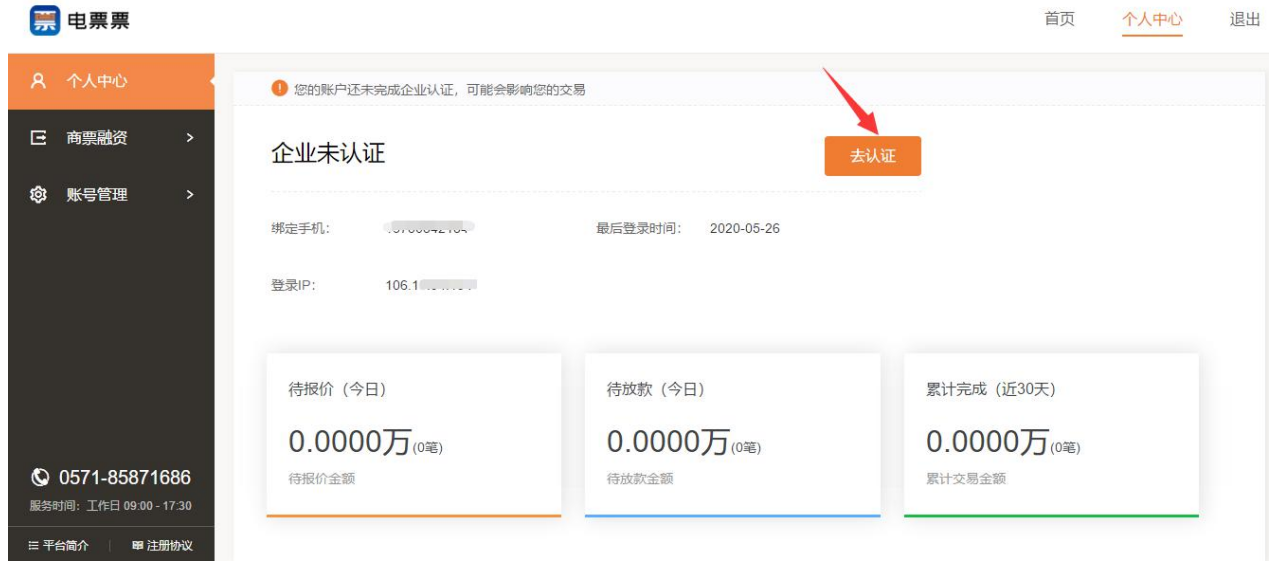 电票票
首页 个人中心 退出
个人中心
商票融资
账号管理
0571-85871686
服务时间：工作日 09:00 - 17:30
平台简介 注册协议
您的账户还未完成企业认证，可能会影响您的交易
企业未认证 去认证
绑定手机： 最后登录时间： 2020-05-26
登录IP： 106.1
待报价（今日）
0.0000万(0笔)
待报价金额
待放款（今日）
0.0000万(0笔)
待放款金额
累计完成（近30天）
0.0000万(0笔)
累计交易金额